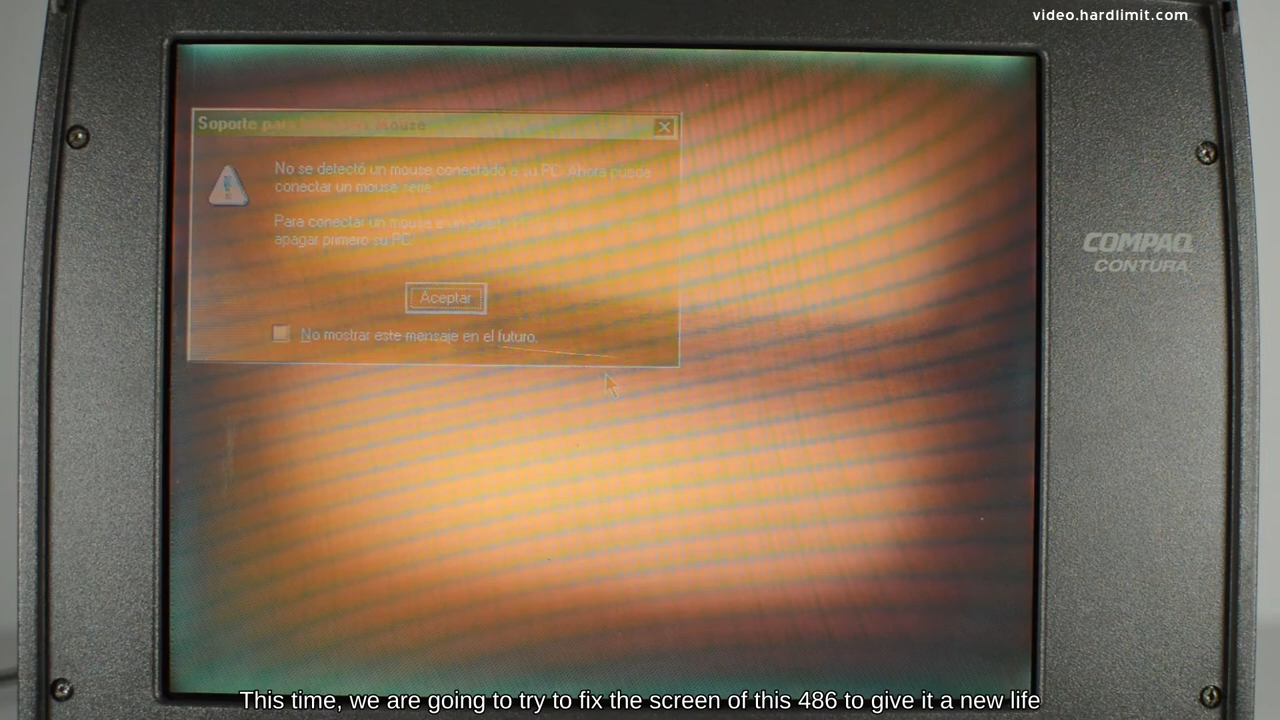 video.hardlimit.com
Soporte para Mouse
No se detectó un mouse conectado a su PC. Ahora puede
conectar un mouse serie.
Para conectar un mouse
apagar primero su PC.
Aceptar
No mostrar este mensaje en el futuro.
COMPAQ
CONTURA
This time, we are going to try to fix the screen of this 486 to give it a new life